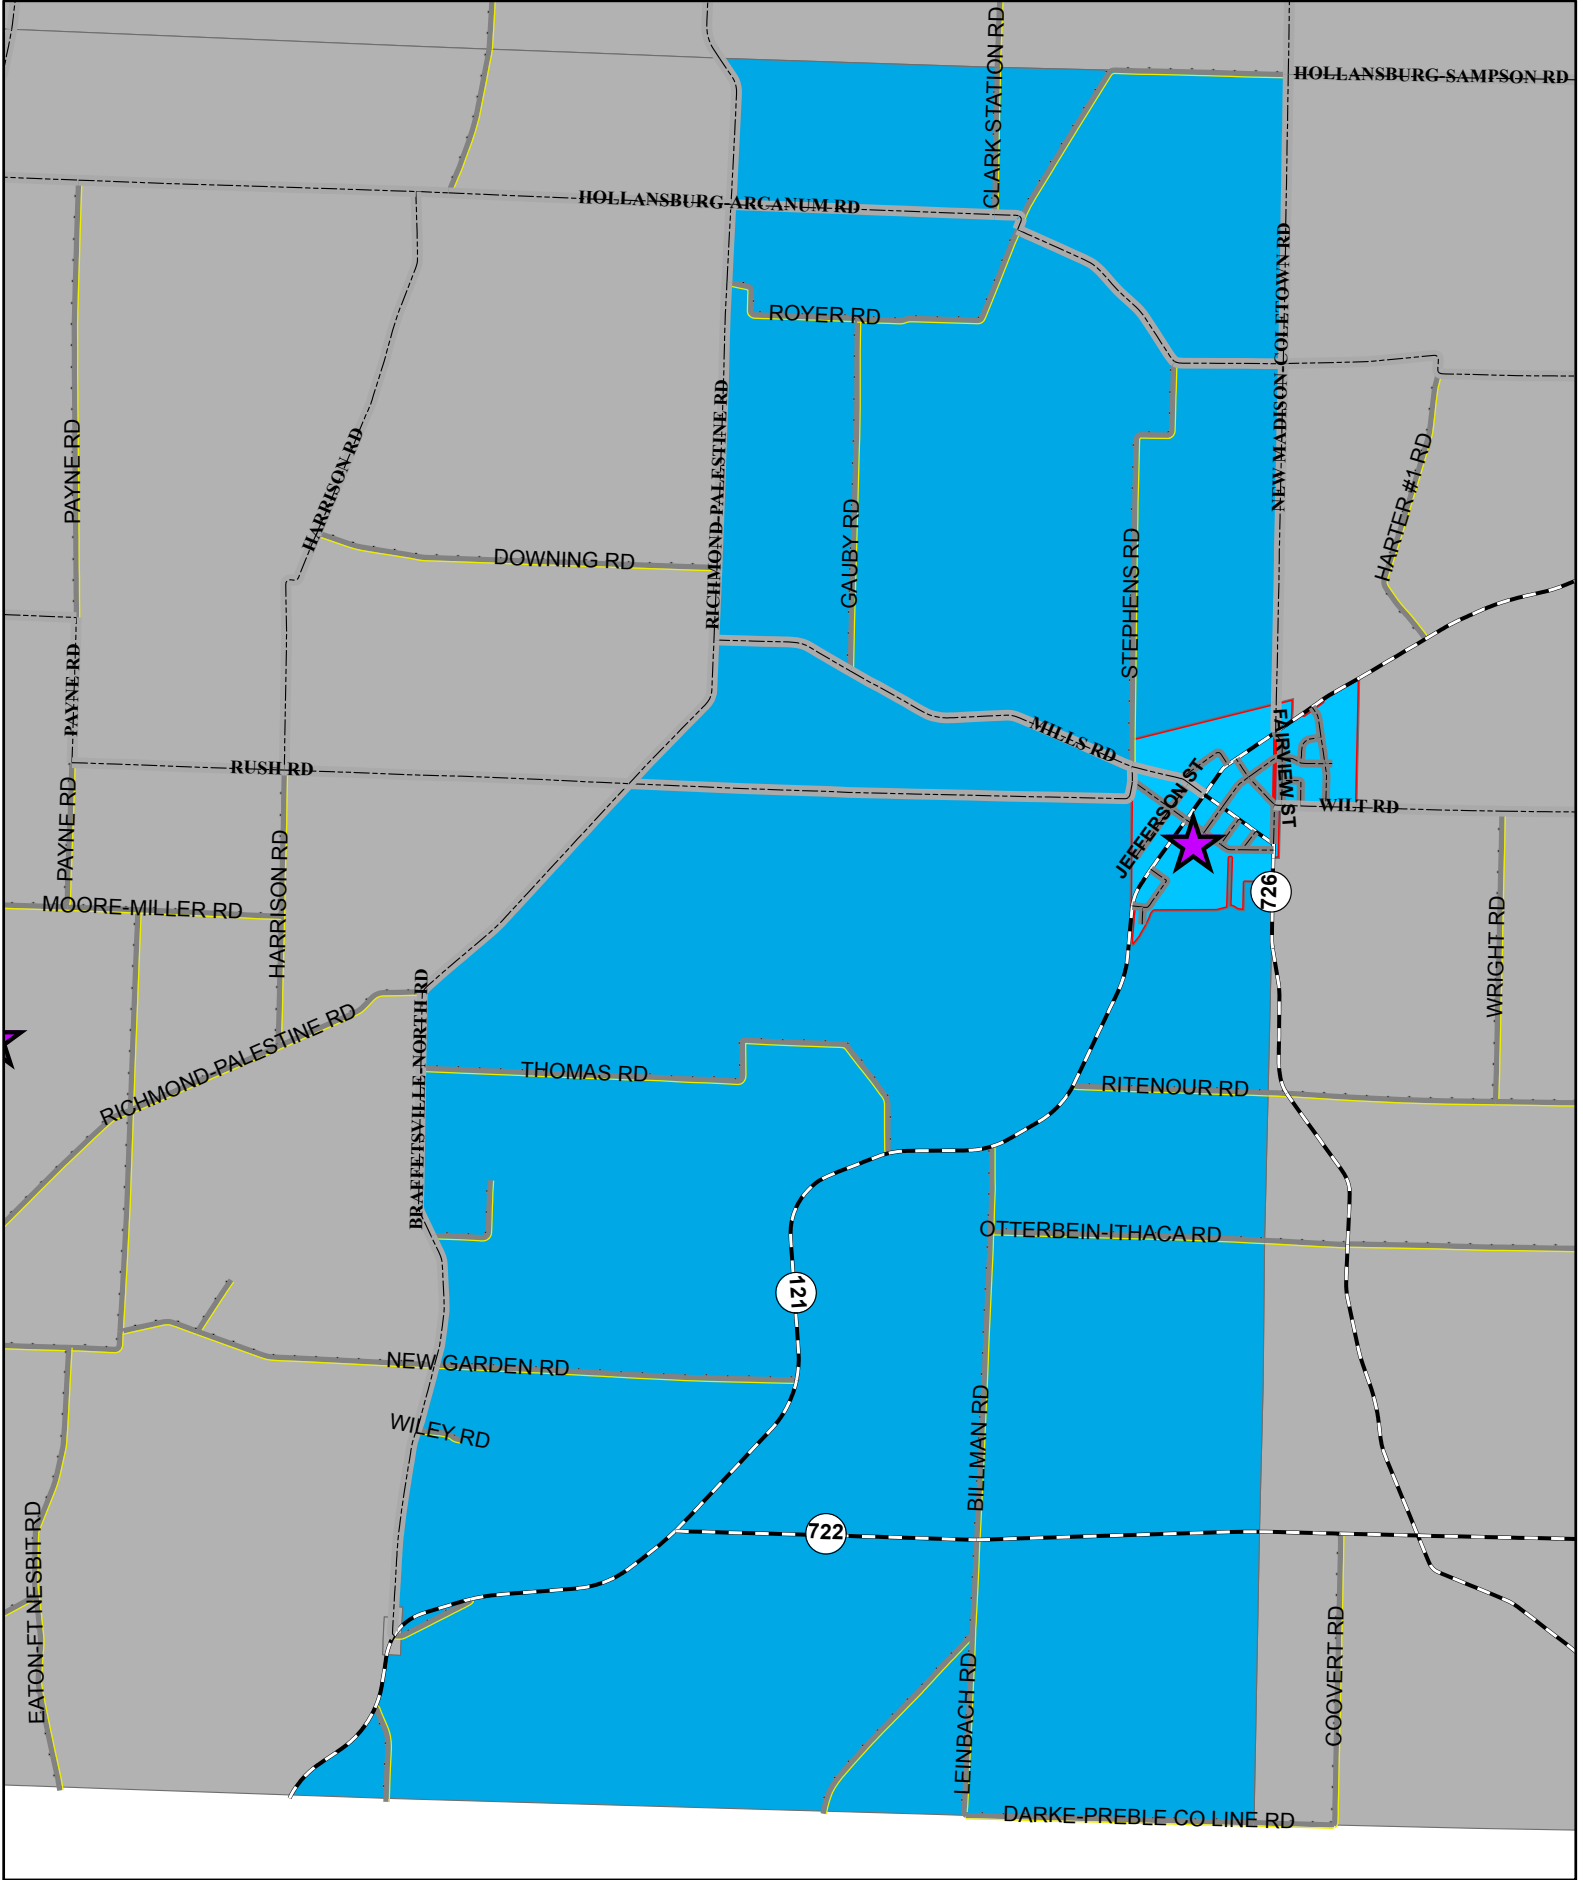 CLARK STATION RD
HOLLANSBURG-SAMPSON RD
HOLLANSBURG-ARCANUM RD
ROYER RD
NEW MADISON-COLETOWN RD
PAYNE RD
HARRISON RD
RICHMOND-PALESTINE RD
HARTER #1 RD
DOWNING RD
GAUBY RD
STEPHENS RD
PAYNE RD
RUSH RD
MILLS RD
FAIRVIEW ST
JEFFERSON ST
WILT RD
PAYNE RD
HARRISON RD
MOORE-MILLER RD
726
WRIGHT RD
RICHMOND-PALESTINE RD
BRAFFETSVILLE-NORTH RD
THOMAS RD
RITENOUR RD
OTTERBEIN-ITHACA RD
121
NEW GARDEN RD
WILEY RD
BILLMAN RD
722
EATON-FT NESBIT RD
LEINBACH RD
COOVERT RD
DARKE-PREBLE CO LINE RD